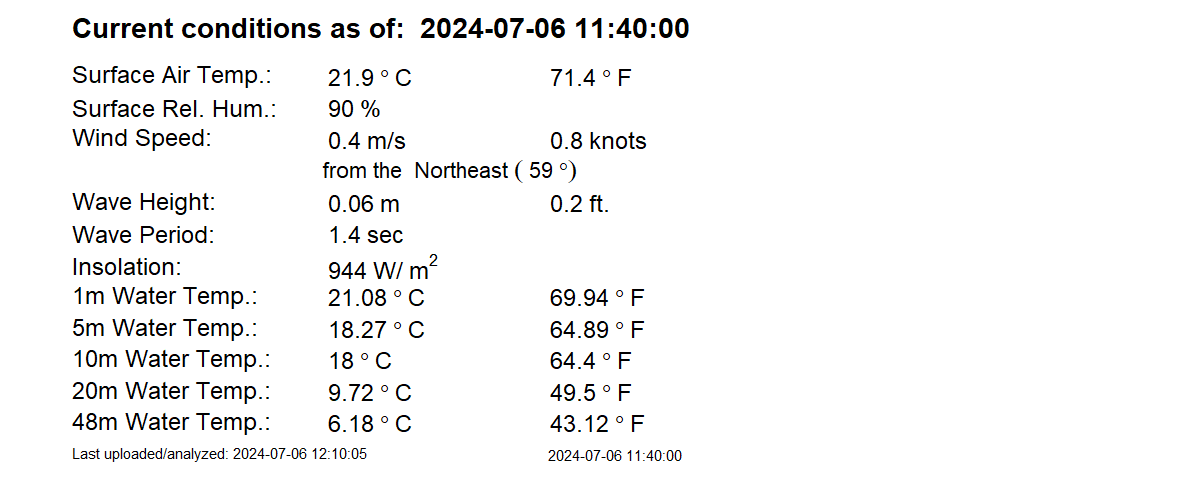 Current conditions as of:  2024-07-06 11:40:00
Surface Air Temp.: 21.9 ° C 71.4 ° F
Surface Rel. Hum.: 90 %
Wind Speed: 0.4 m/s 0.8 knots
from the  Northeast ( 59 °)
Wave Height: 0.06 m 0.2 ft.
Wave Period: 1.4 sec
Insolation: 944 W/ m²
1m Water Temp.: 21.08 ° C 69.94 ° F
5m Water Temp.: 18.27 ° C 64.89 ° F
10m Water Temp.: 18 ° C 64.4 ° F
20m Water Temp.: 9.72 ° C 49.5 ° F
48m Water Temp.: 6.18 ° C 43.12 ° F
Last uploaded/analyzed: 2024-07-06 12:10:05 2024-07-06 11:40:00